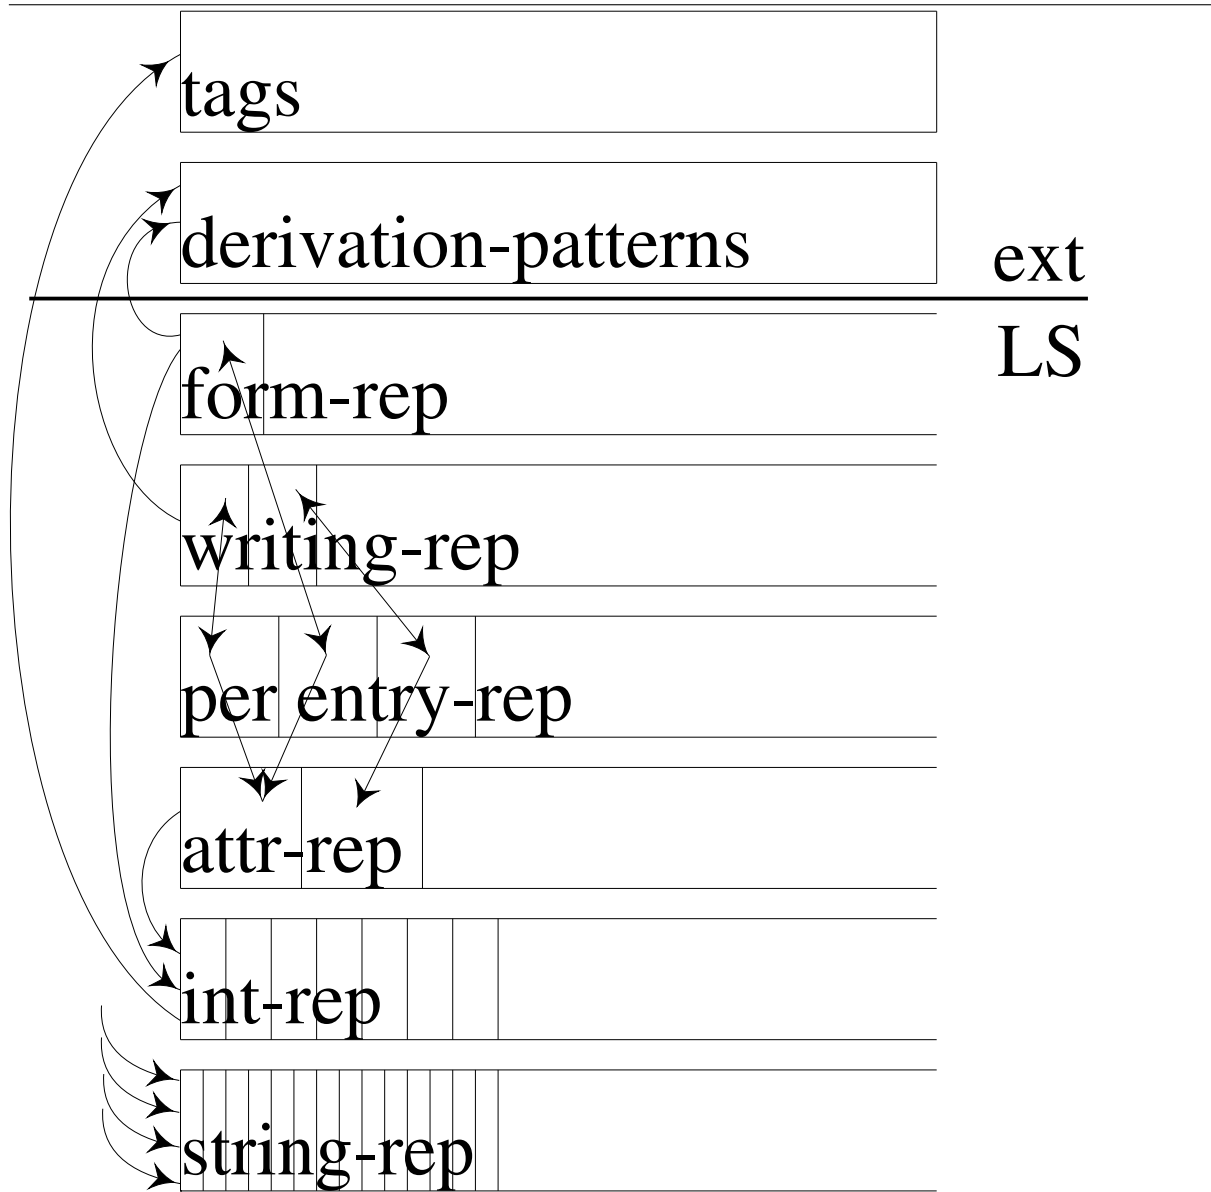 tags
derivation-patterns
ext
LS
form-rep
writing-rep
per entry-rep
attr-rep
int-rep
string-rep